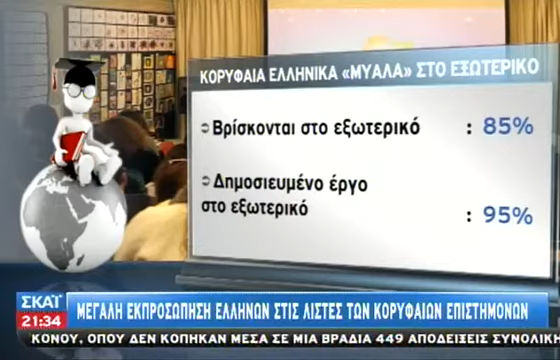 ΚΟΡΥΦΑΙΑ ΕΛΛΗΝΙΚΑ «ΜΥΑΛΑ» ΣΤΟ ΕΞΩΤΕΡΙΚΟ
Βρίσκονται στο εξωτερικό : 85%
Δημοσιευμένο έργο
στο εξωτερικό : 95%
ΣΚΑΪ
ΜΕΓΑΛΗ ΕΚΠΡΟΣΩΠΗΣΗ ΕΛΛΗΝΩΝ ΣΤΙΣ ΛΙΣΤΕΣ ΤΩΝ ΚΟΡΥΦΑΙΩΝ ΕΠΙΣΤΗΜΟΝΩΝ
21:34
ΚΟΝΟΥ, ΟΠΟΥ ΔΕΝ ΚΟΠΗΚΑΝ ΜΕΣΑ ΣΕ ΜΙΑ ΒΡΑΔΙΑ 449 ΑΠΟΔΕΙΞΕΙΣ ΣΥΝΟΛΙΚ